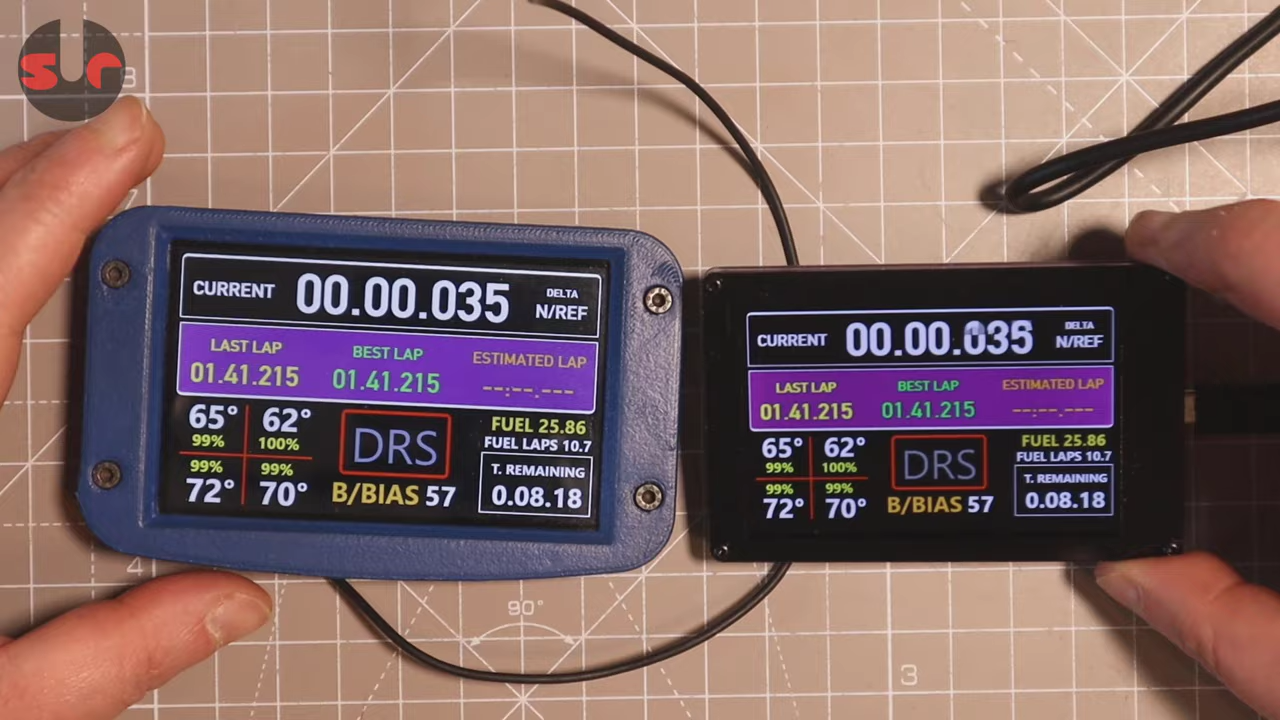 sur
8
CURRENT 00.00.035 DELTA N/REF
LAST LAP BEST LAP ESTIMATED LAP
01.41.215 01.41.215 --:--.---
65° 62°
99% 100%
99% 99%
72° 70°
DRS
B/BIAS 57
FUEL 25.86
FUEL LAPS 10.7
T. REMAINING
0.08.18
CURRENT 00.00.035 DELTA N/REF
LAST LAP BEST LAP ESTIMATED LAP
01.41.215 01.41.215 --:--.---
65° 62°
99% 100%
99% 99%
72° 70°
DRS
B/BIAS 57
FUEL 25.86
FUEL LAPS 10.7
T. REMAINING
0.08.18
4
90°
3